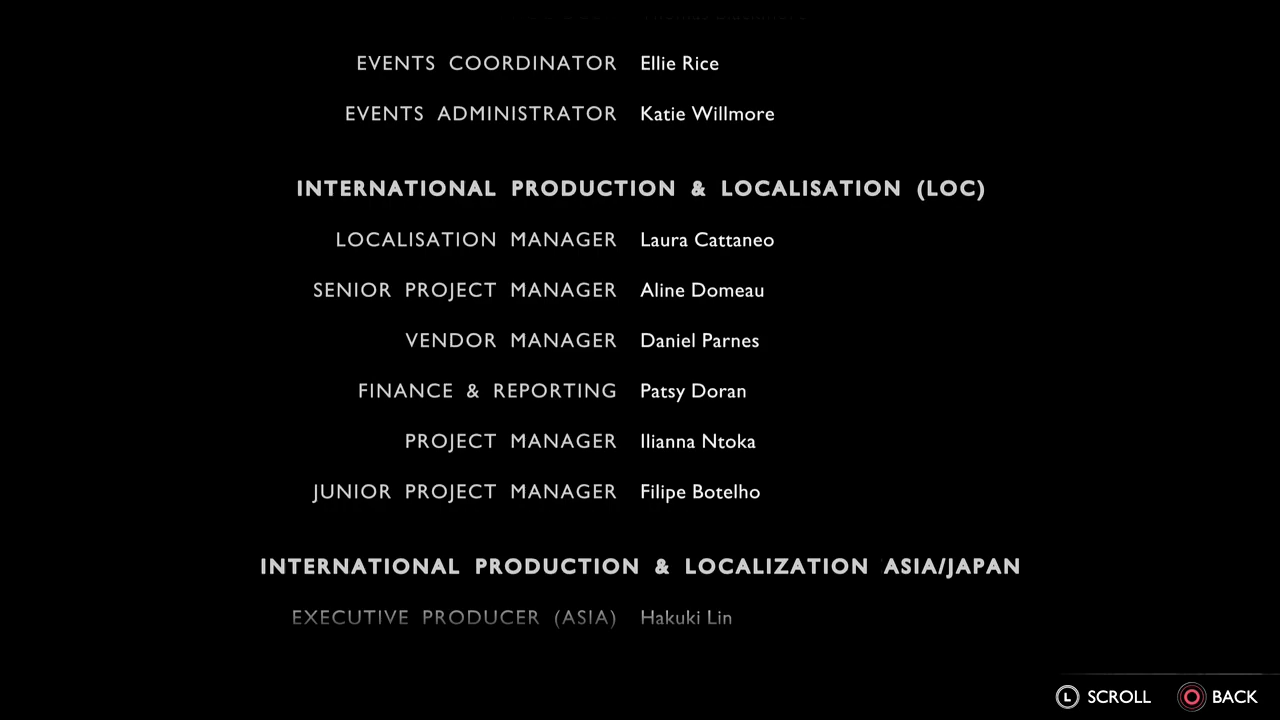 EVENTS COORDINATOR Ellie Rice
EVENTS ADMINISTRATOR Katie Willmore
INTERNATIONAL PRODUCTION & LOCALISATION (LOC)
LOCALISATION MANAGER Laura Cattaneo
SENIOR PROJECT MANAGER Aline Domeau
VENDOR MANAGER Daniel Parnes
FINANCE & REPORTING Patsy Doran
PROJECT MANAGER Ilianna Ntoka
JUNIOR PROJECT MANAGER Filipe Botelho
INTERNATIONAL PRODUCTION & LOCALIZATION ASIA/JAPAN
EXECUTIVE PRODUCER (ASIA) Hakuki Lin
L SCROLL BACK